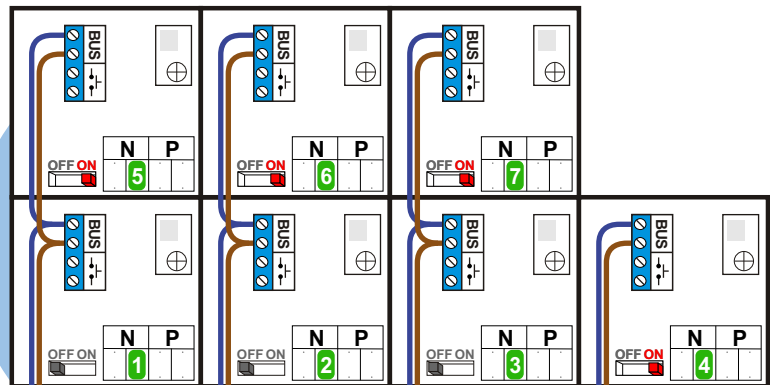 BUS BUS BUS
N P N P N P
OFF ON OFF ON OFF ON
5 6 7
BUS BUS BUS BUS
N P N P N P N P
OFF ON OFF ON OFF ON OFF ON
1 2 3 4